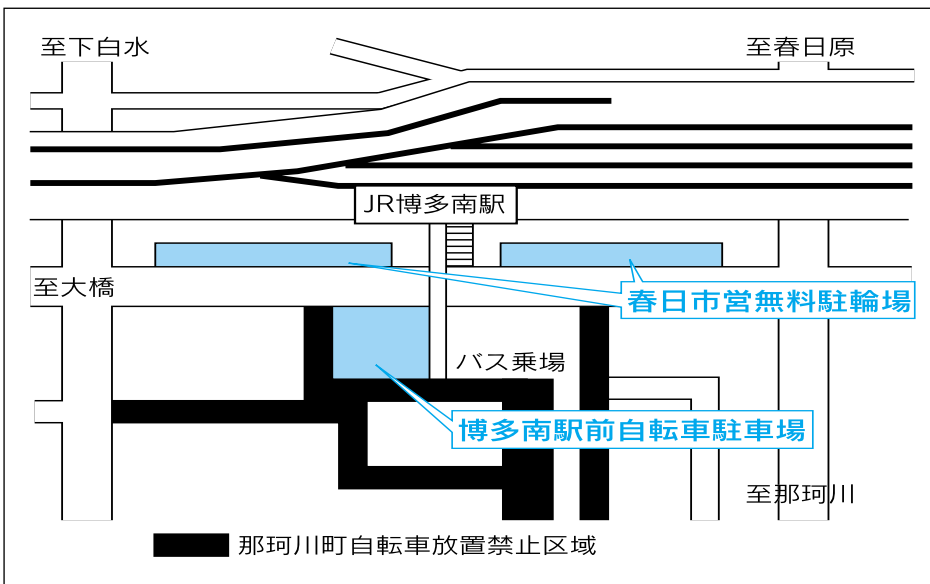 至下白水
至春日原
JR博多南駅
至大橋
春日市営無料駐輪場
バス乗場
博多南駅前自転車駐車場
至那珂川
那珂川町自転車放置禁止区域